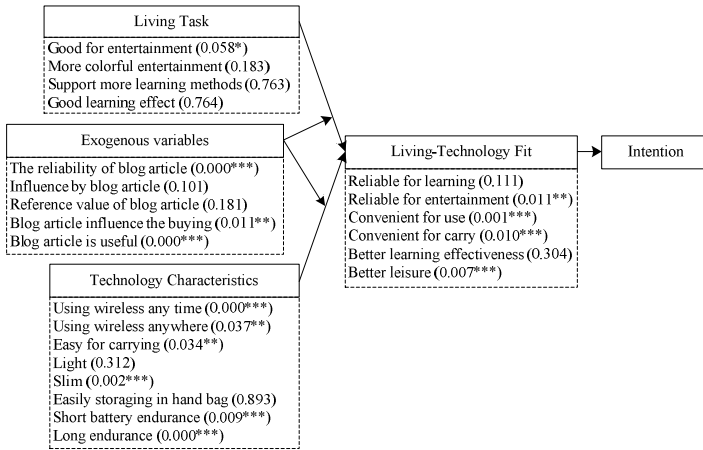 Living Task
Good for entertainment (0.058*)
More colorful entertainment (0.183)
Support more learning methods (0.763)
Good learning effect (0.764)
Exogenous variables
The reliability of blog article (0.000***)
Influence by blog article (0.101)
Reference value of blog article (0.181)
Blog article influence the buying (0.011**)
Blog article is useful (0.000***)
Technology Characteristics
Using wireless any time (0.000***)
Using wireless anywhere (0.037**)
Easy for carrying (0.034**)
Light (0.312)
Slim (0.002***)
Easily storaging in hand bag (0.893)
Short battery endurance (0.009***)
Long endurance (0.000***)
Living-Technology Fit
Reliable for learning (0.111)
Reliable for entertainment (0.011**)
Convenient for use (0.001***)
Convenient for carry (0.010***)
Better learning effectiveness (0.304)
Better leisure (0.007***)
Intention